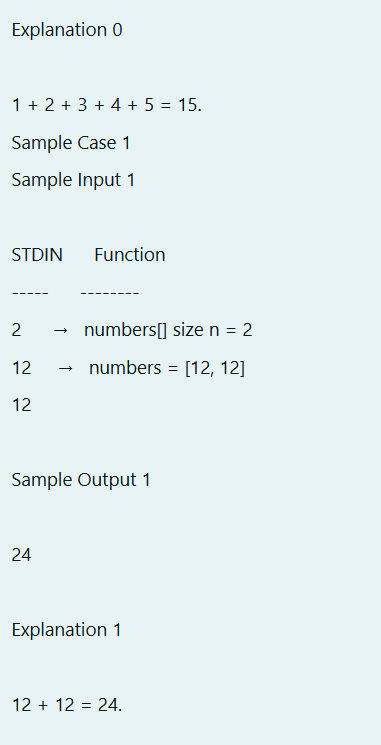 Explanation 0
1 + 2 + 3 + 4 + 5 = 15.
Sample Case 1
Sample Input 1
STDIN Function
----- --------
2 → numbers[] size n = 2
12 → numbers = [12, 12]
12
Sample Output 1
24
Explanation 1
12 + 12 = 24.